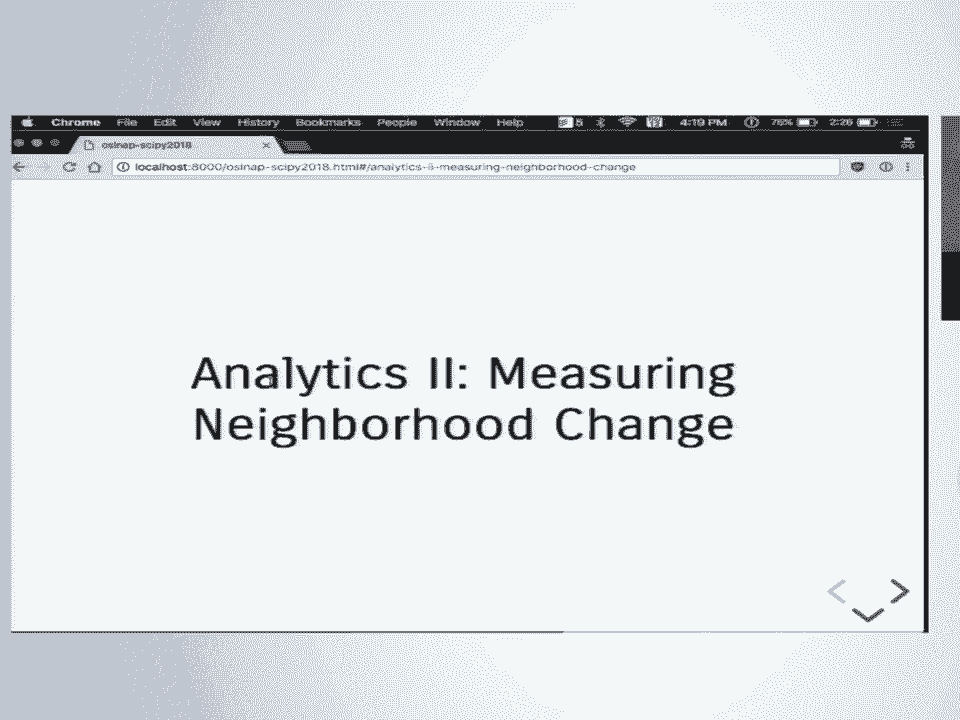 Chrome File Edit View History Bookmarks People Window Help 5 4:19 PM 2:26
osinap-scipy2018
localhost:8000/osinap-scipy2018.html#/analytics-ii-measuring-neighborhood-change
Analytics II: Measuring
Neighborhood Change